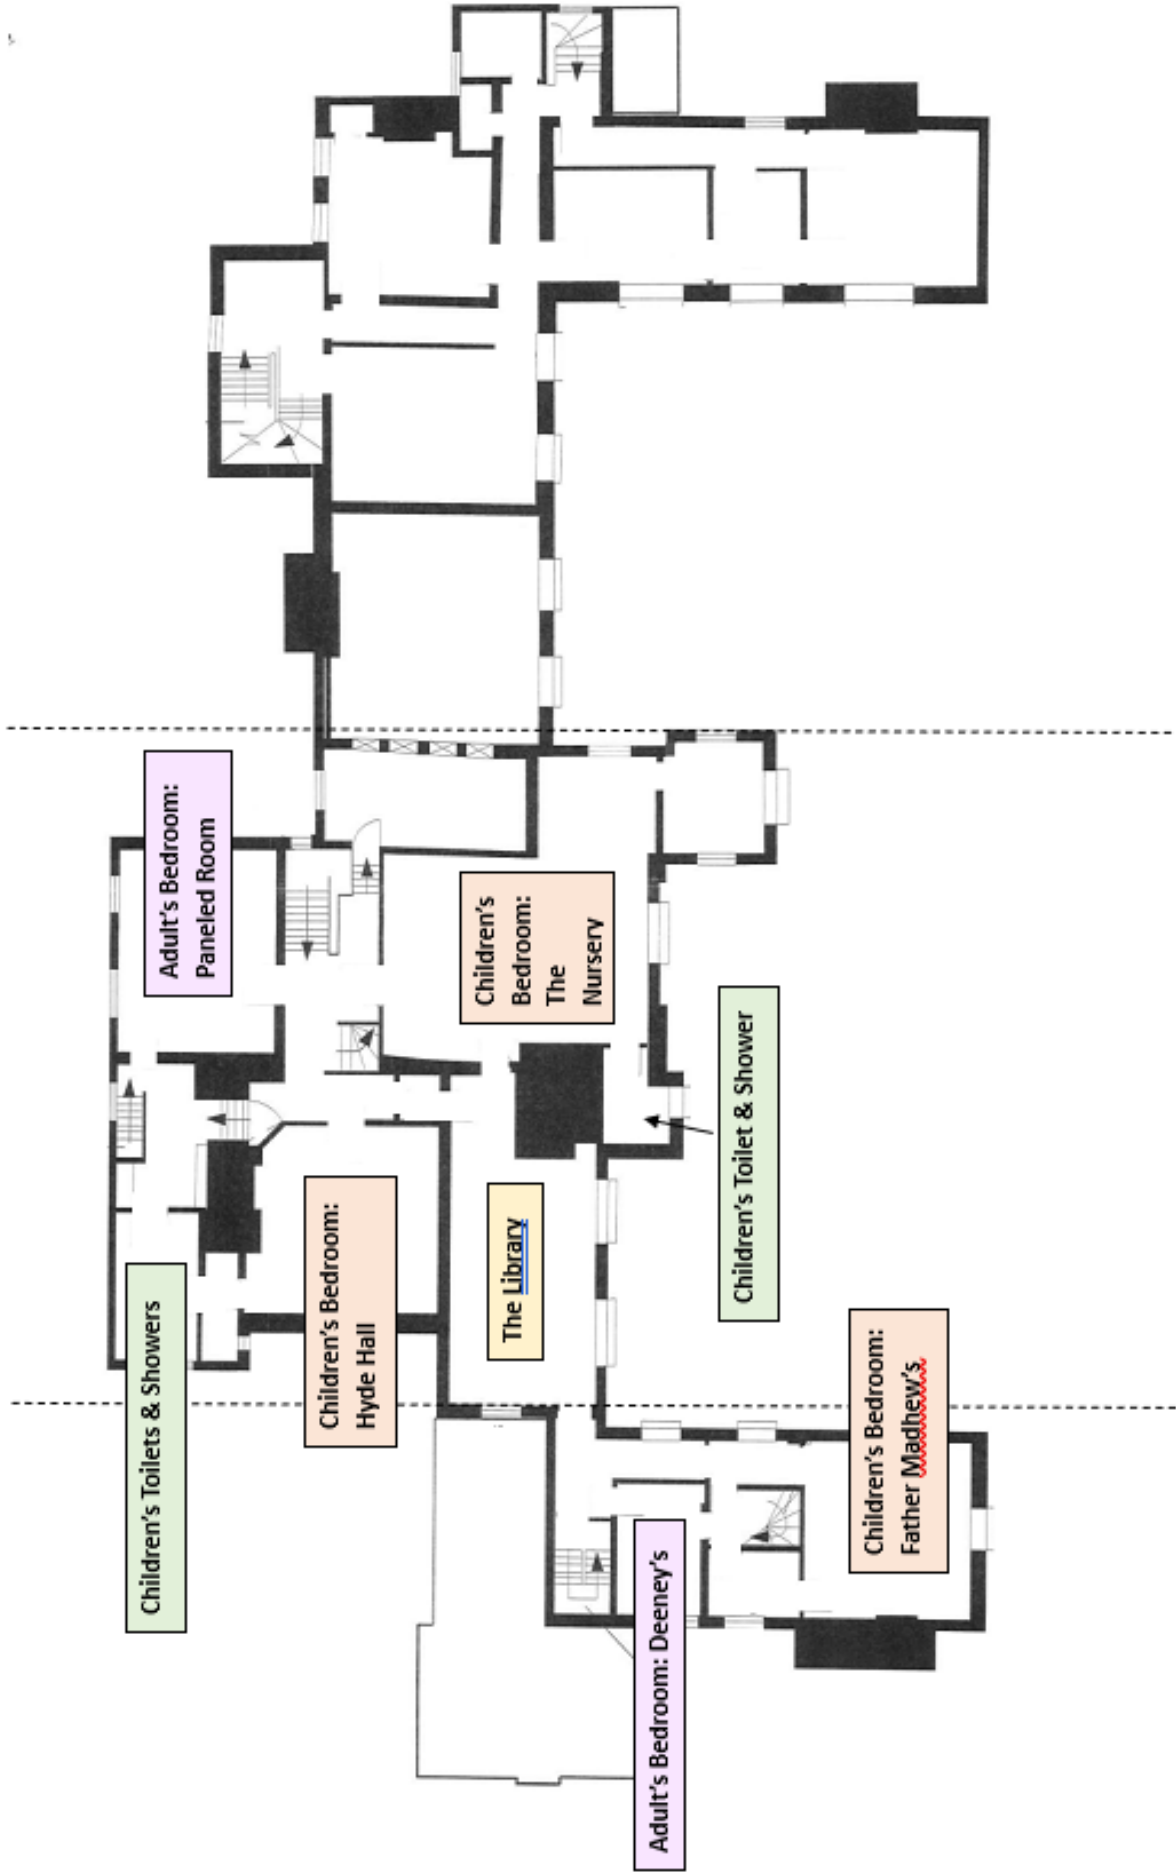 Children's Toilets & Showers
Adult's Bedroom:
Paneled Room
Children's Bedroom:
Hyde Hall
Children's
Bedroom:
The
Nursery
The Library
Adult's Bedroom: Deeney's
Children's Toilet & Shower
Children's Bedroom:
Father Madhew's